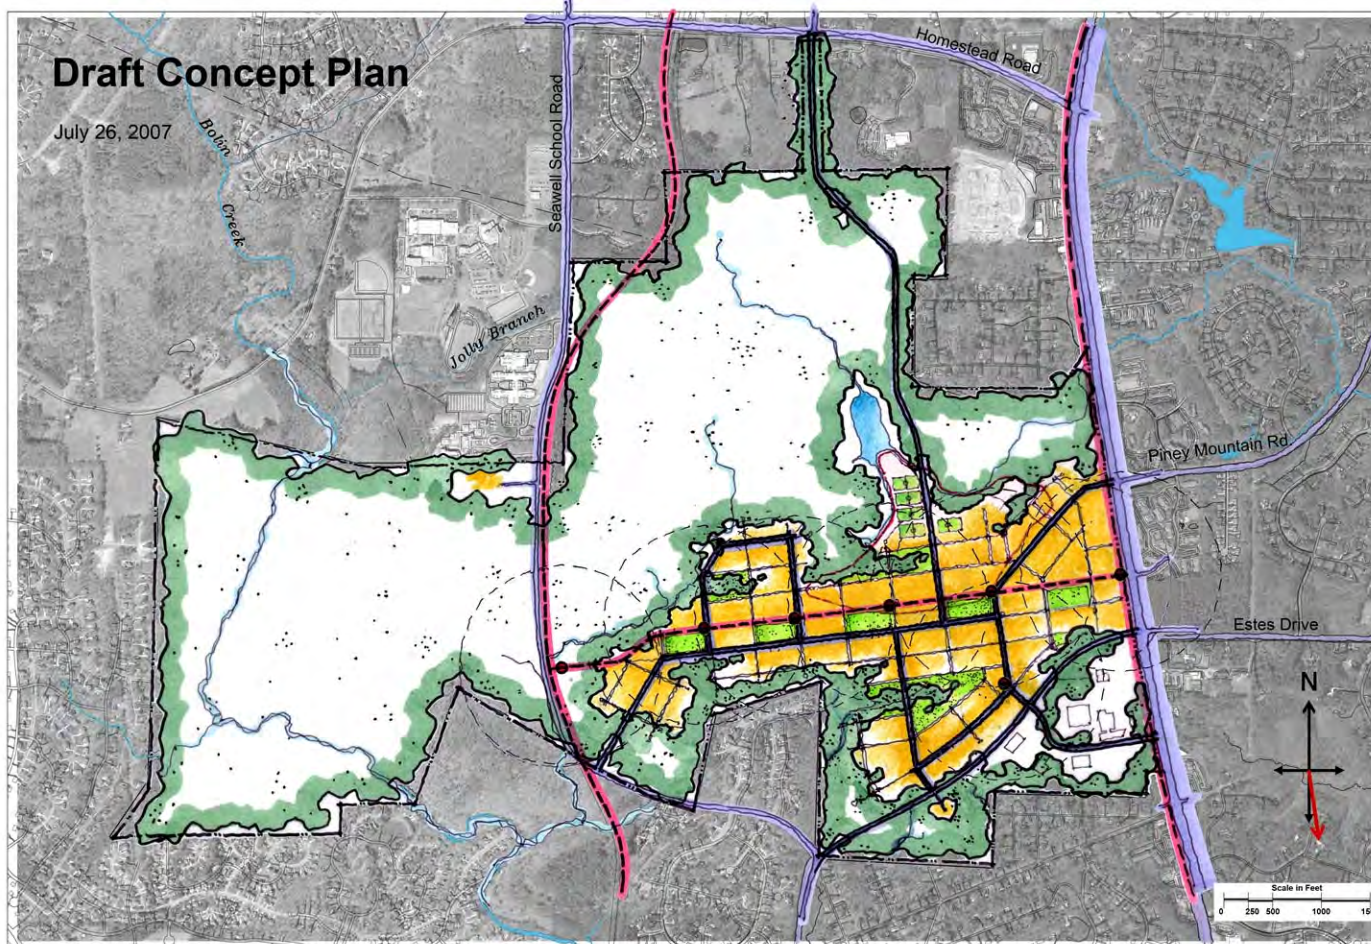 Draft Concept Plan
July 26, 2007
Homestead Road
Seawell School Road
Bolin
Creek
Jolly Branch
Piney Mountain Rd.
Estes Drive
N
Scale in Feet
0 250 500 1000